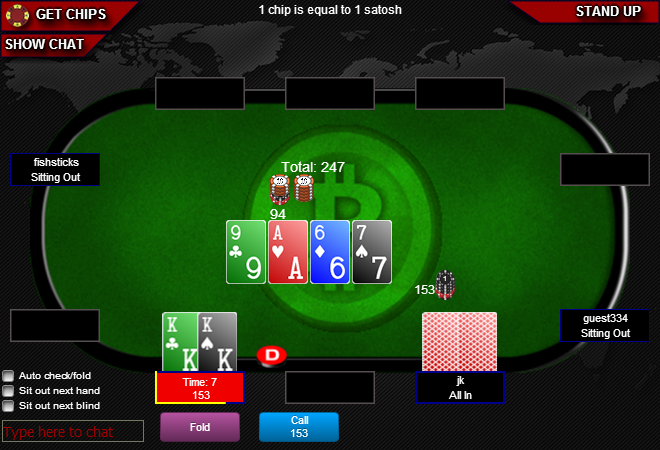 GET CHIPS
1 chip is equal to 1 satosh
STAND UP
SHOW CHAT
fishsticks
Sitting Out
Total: 247
94
9
9
A
A
6
6
7
7
153
K
K
K
K
D
guest334
Sitting Out
Time: 7
153
jk
All In
Auto check/fold
Sit out next hand
Sit out next blind
Type here to chat
Fold
Call
153